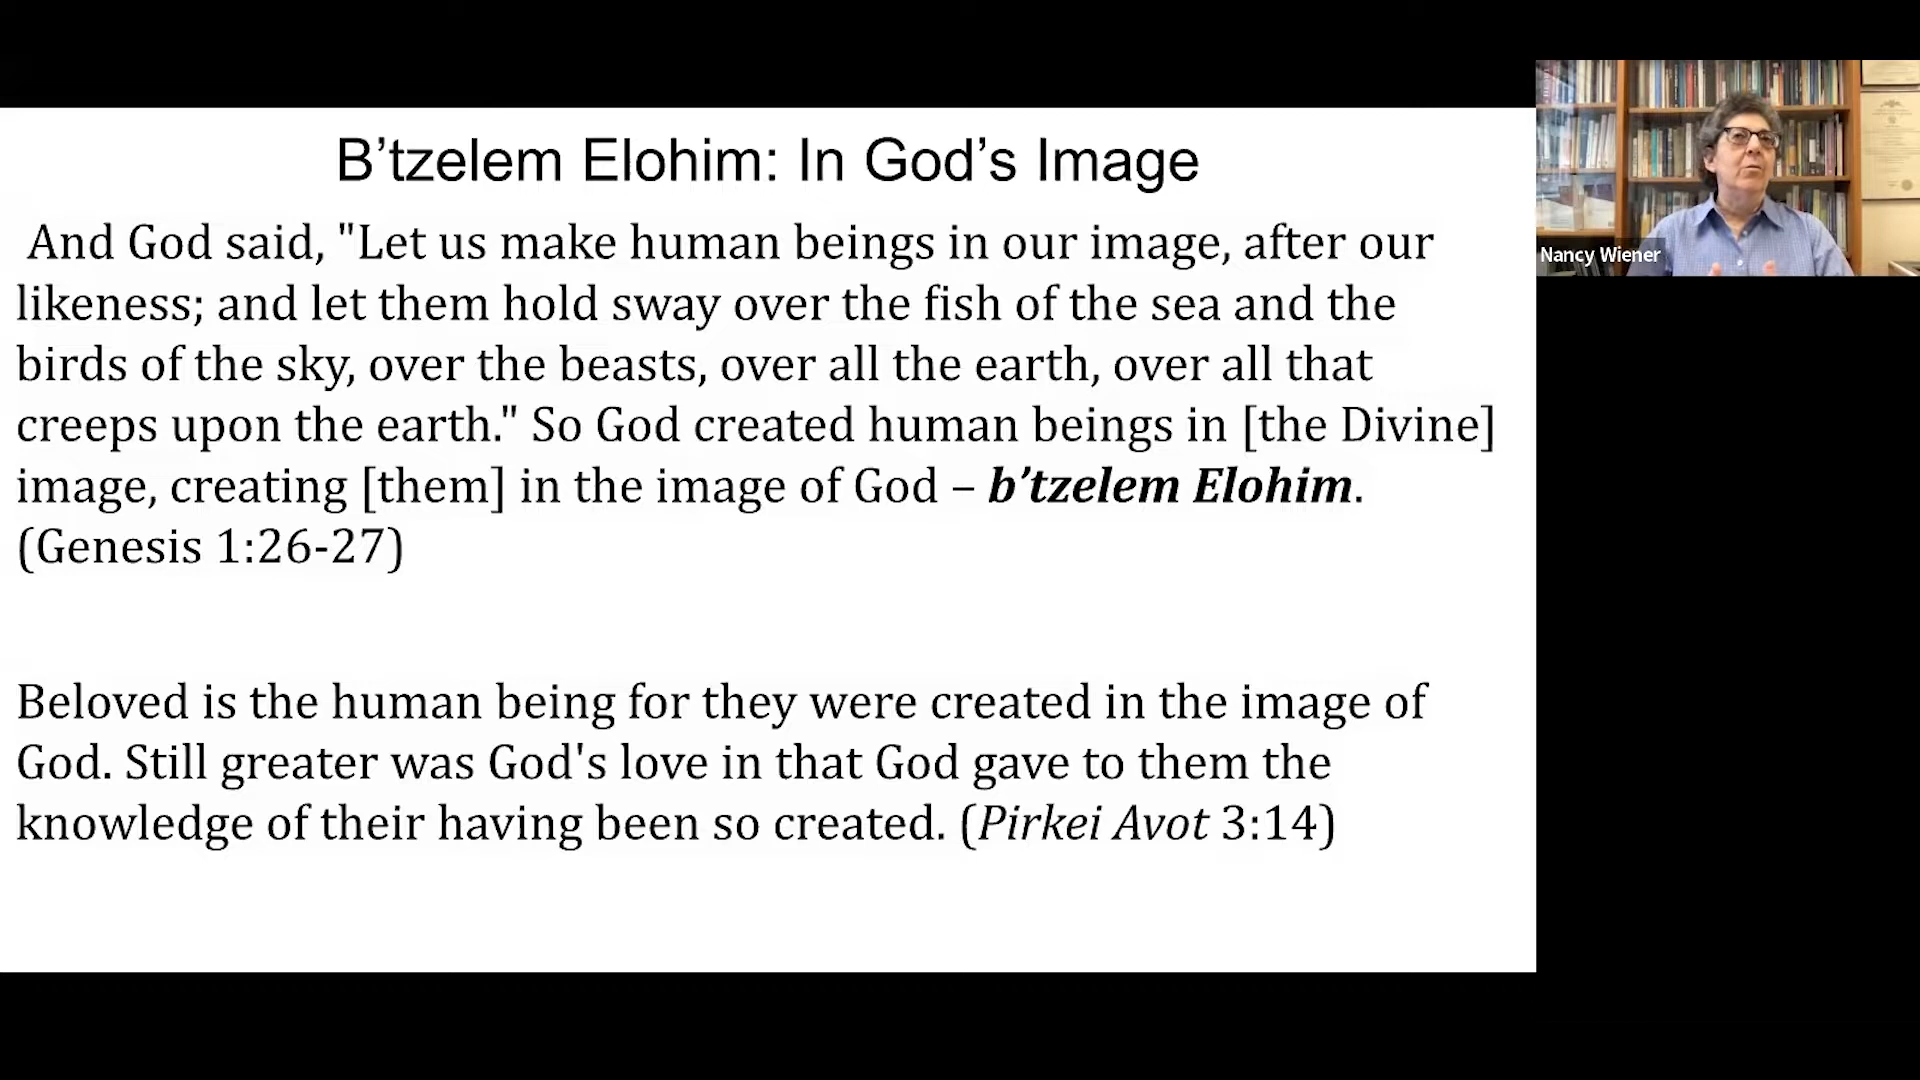 B’tzelem Elohim: In God’s Image
And God said, "Let us make human beings in our image, after our
likeness; and let them hold sway over the fish of the sea and the
birds of the sky, over the beasts, over all the earth, over all that
creeps upon the earth." So God created human beings in [the Divine]
image, creating [them] in the image of God – b’tzelem Elohim.
(Genesis 1:26-27)
Beloved is the human being for they were created in the image of
God. Still greater was God's love in that God gave to them the
knowledge of their having been so created. (Pirkei Avot 3:14)
Nancy Wiener